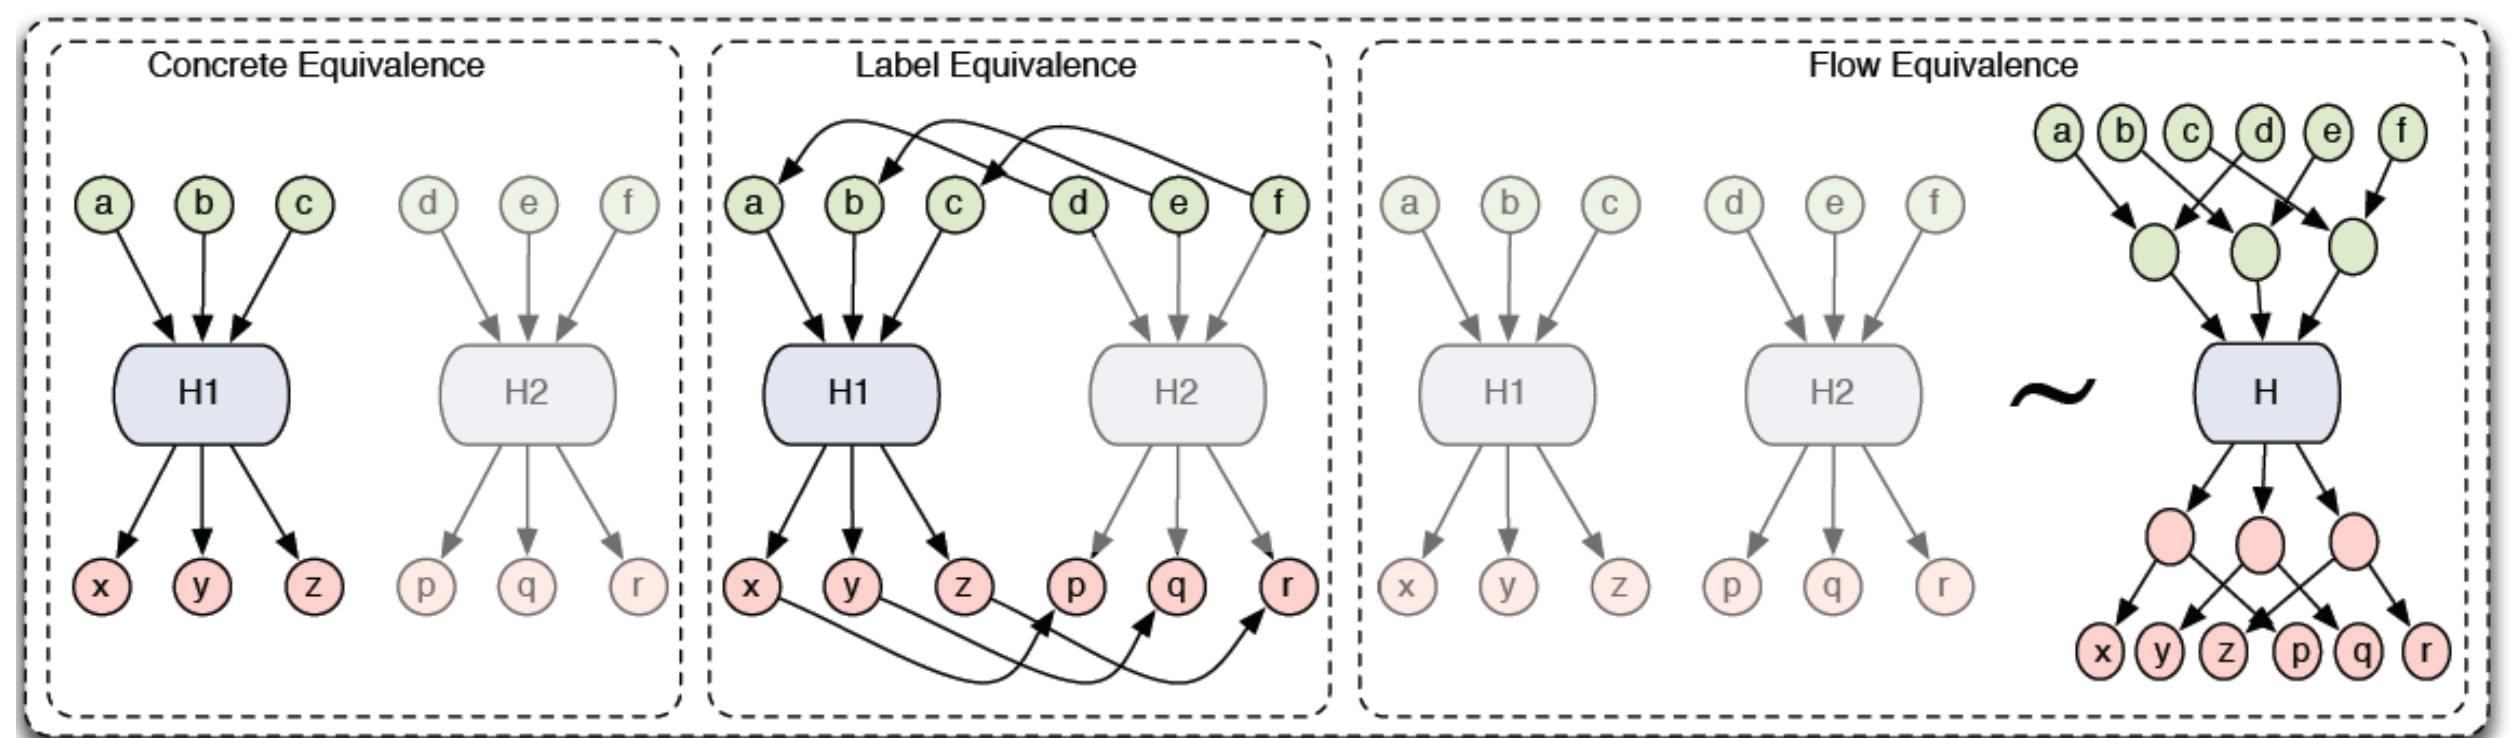 Concrete Equivalence
a b c d e f
H1 H2
x y z p q r
Label Equivalence
a b c d e f
H1 H2
x y z p q r
Flow Equivalence
a b c d e f
a b c d e f
H1 H2 ~ H
x y z p q r
x y z p q r